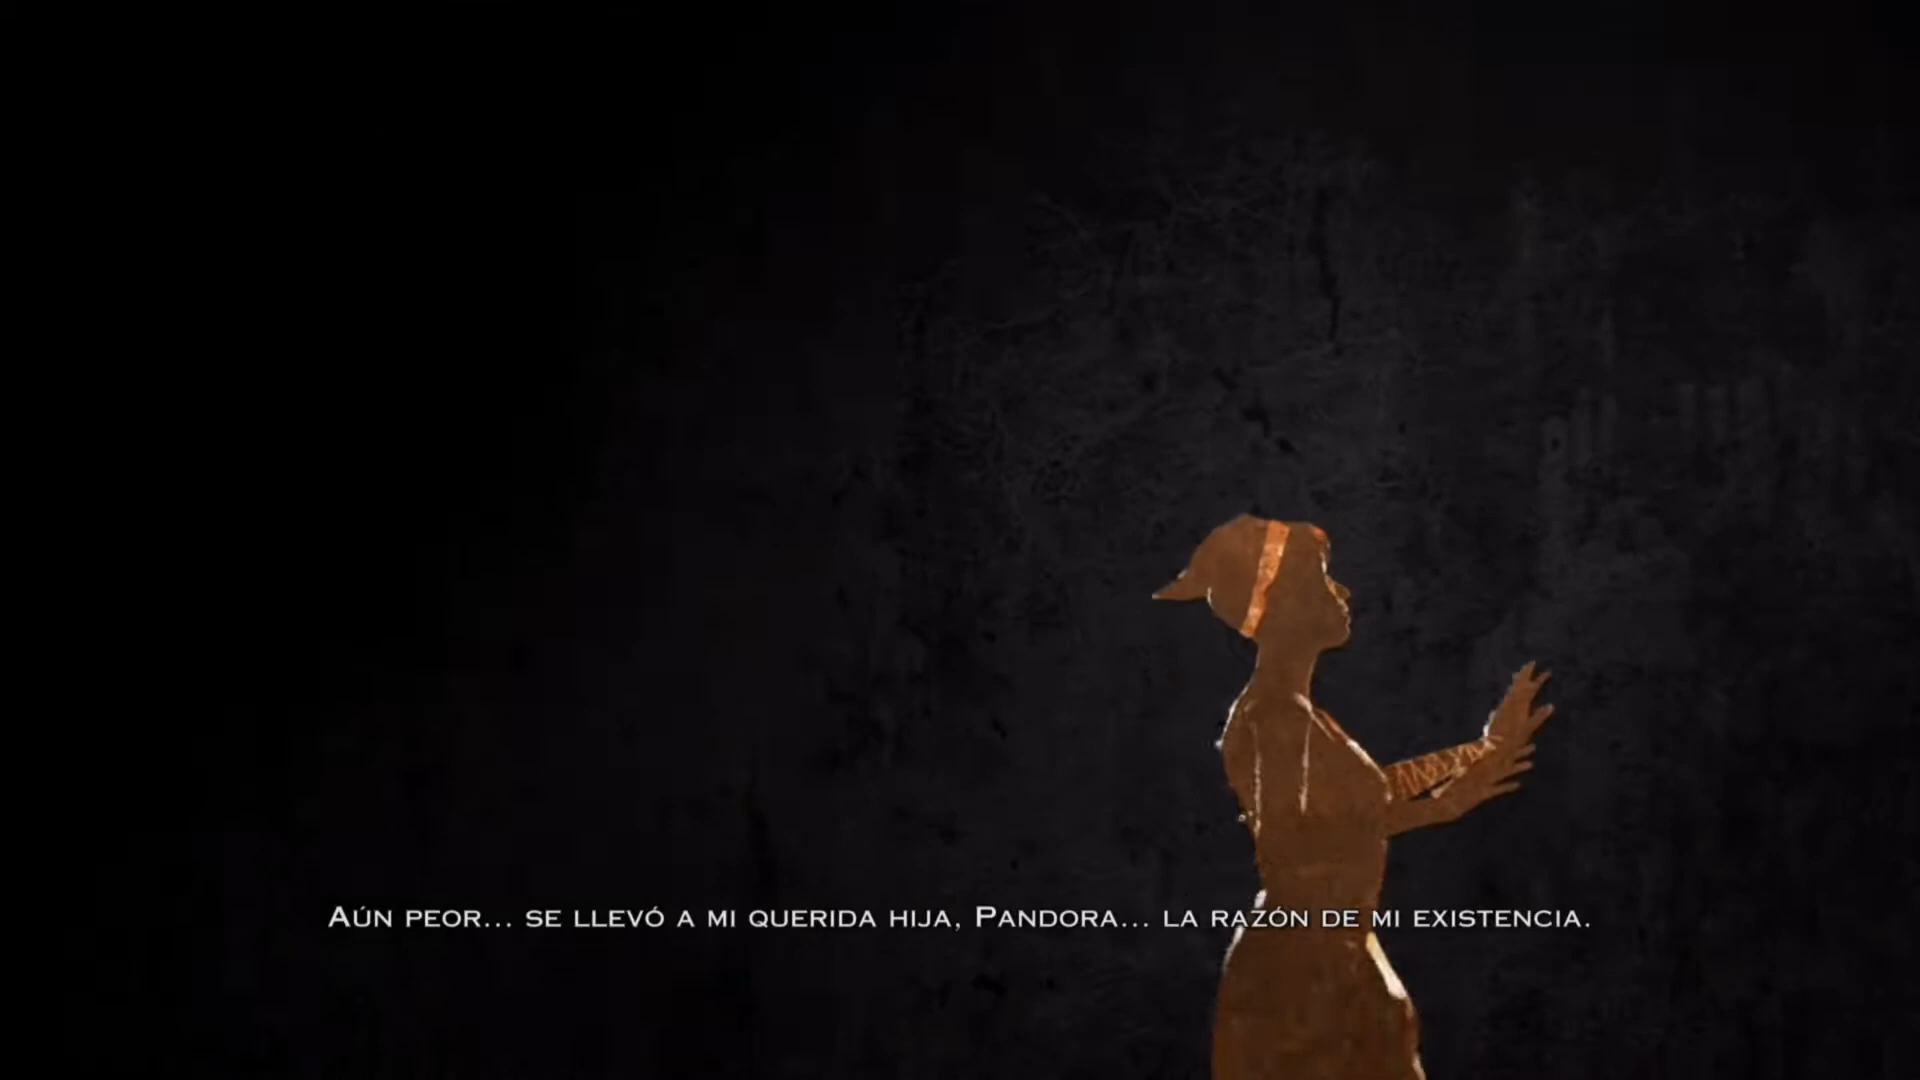 Aún peor... se llevó a mi querida hija, Pandora... la razón de mi existencia.